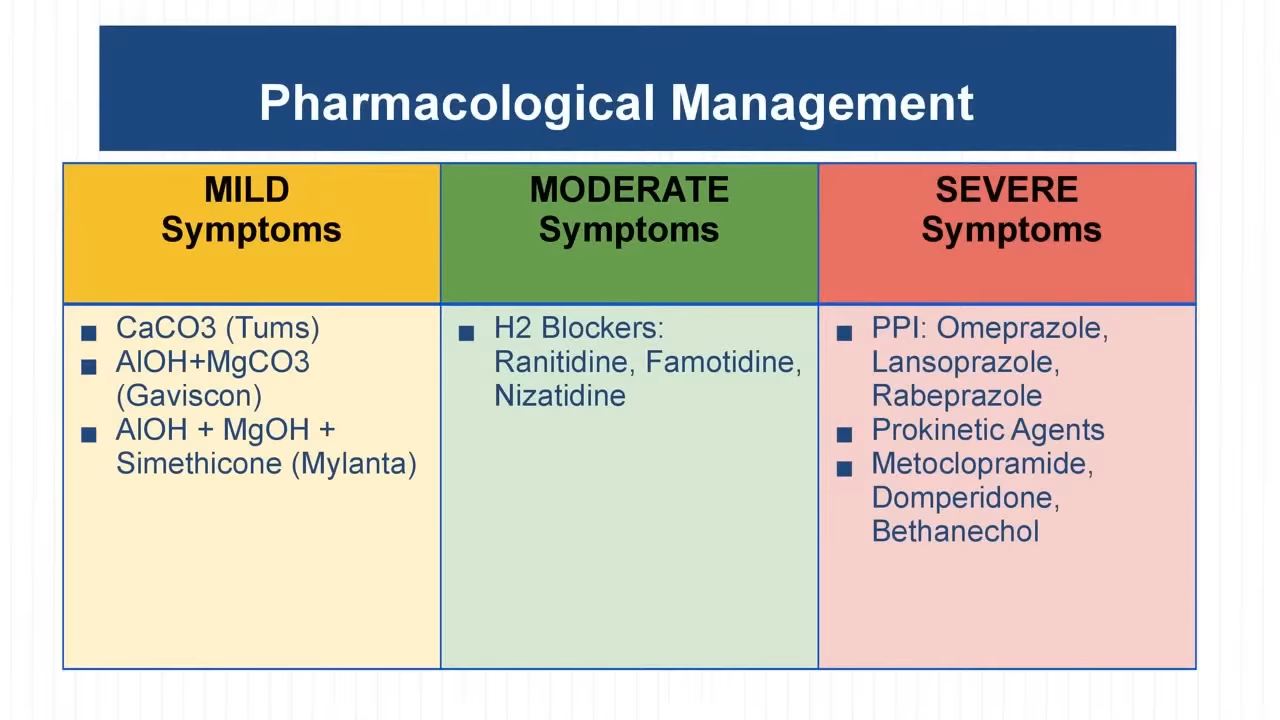 Pharmacological Management
MILD
Symptoms
MODERATE
Symptoms
SEVERE
Symptoms
■ CaCO3 (Tums)
■ AlOH+MgCO3
(Gaviscon)
■ AlOH + MgOH +
Simethicone (Mylanta)
■ H2 Blockers:
Ranitidine, Famotidine,
Nizatidine
■ PPI: Omeprazole,
Lansoprazole,
Rabeprazole
■ Prokinetic Agents
■ Metoclopramide,
Domperidone,
Bethanechol